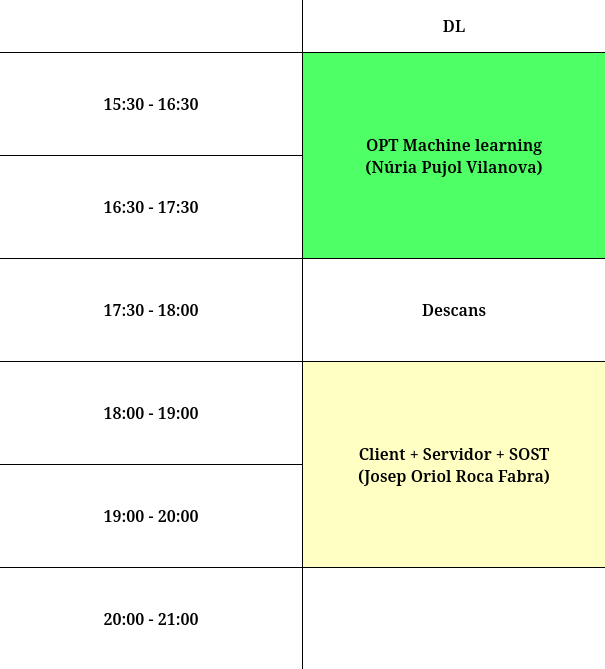 DL
15:30 - 16:30
OPT Machine learning
(Núria Pujol Vilanova)
16:30 - 17:30
17:30 - 18:00
Descans
18:00 - 19:00
Client + Servidor + SOST
(Josep Oriol Roca Fabra)
19:00 - 20:00
20:00 - 21:00